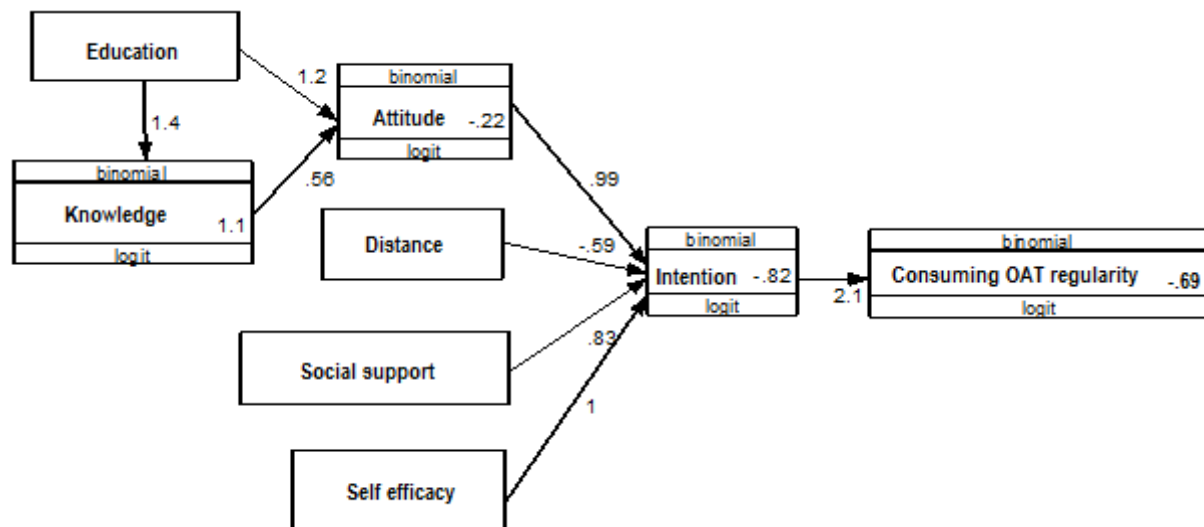 Education
1.2
binomial
Attitude -.22
logit
1.4
binomial
Knowledge 1.1
logit
.56
.99
Distance
-.59
binomial
Intention -.82
logit
2.1
binomial
Consuming OAT regularity -.69
logit
Social support
.83
1
Self efficacy